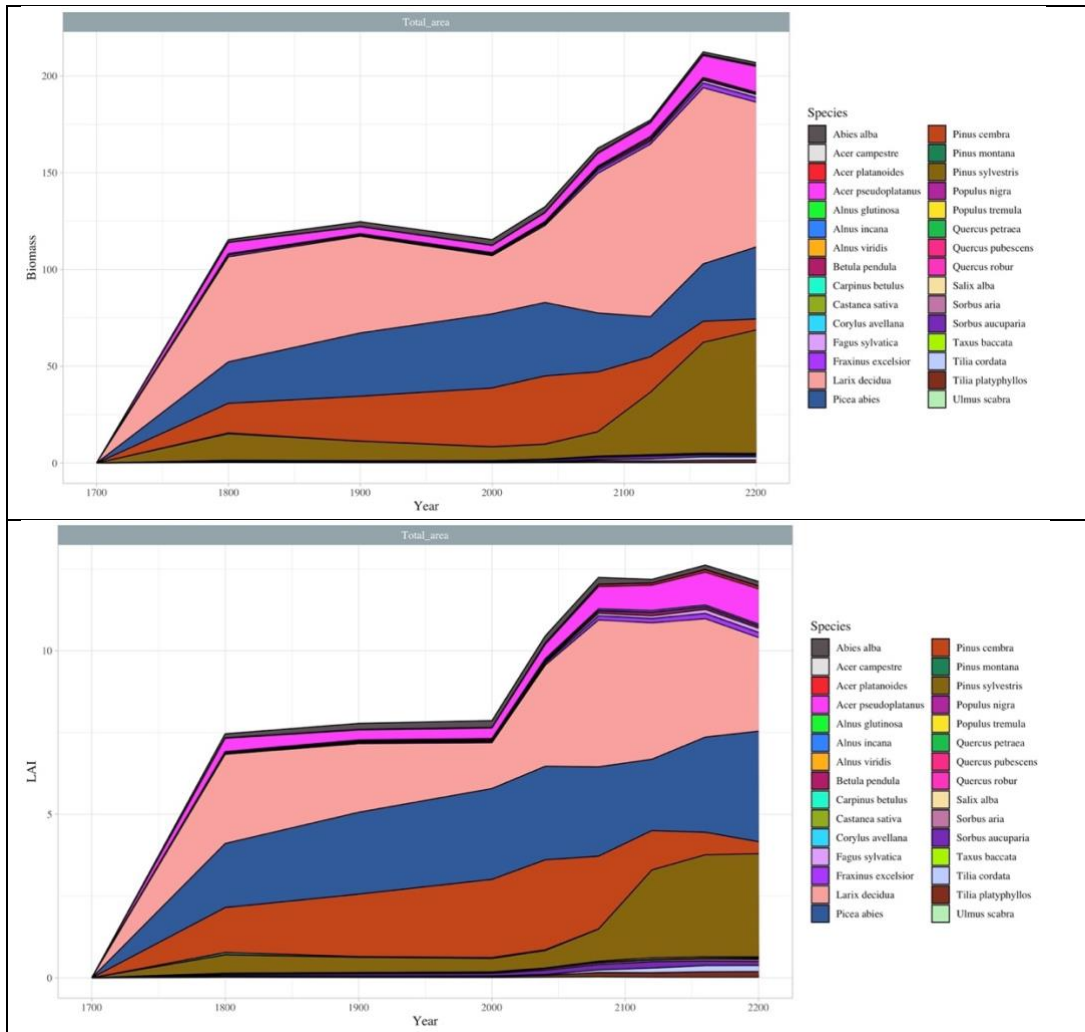 Total_area
200
150
100
50
0
Biomass
1700 1800 1900 2000 2100 2200
Year
Species
Abies alba
Acer campestre
Acer platanoides
Acer pseudoplatanus
Alnus glutinosa
Alnus incana
Alnus viridis
Betula pendula
Carpinus betulus
Castanea sativa
Corylus avellana
Fagus sylvatica
Fraxinus excelsior
Larix decidua
Picea abies
Pinus cembra
Pinus montana
Pinus sylvestris
Populus nigra
Populus tremula
Quercus petraea
Quercus pubescens
Quercus robur
Salix alba
Sorbus aria
Sorbus aucuparia
Taxus baccata
Tilia cordata
Tilia platyphyllos
Ulmus scabra
Total_area
10
5
0
LAI
1700 1800 1900 2000 2100 2200
Year
Species
Abies alba
Acer campestre
Acer platanoides
Acer pseudoplatanus
Alnus glutinosa
Alnus incana
Alnus viridis
Betula pendula
Carpinus betulus
Castanea sativa
Corylus avellana
Fagus sylvatica
Fraxinus excelsior
Larix decidua
Picea abies
Pinus cembra
Pinus montana
Pinus sylvestris
Populus nigra
Populus tremula
Quercus petraea
Quercus pubescens
Quercus robur
Salix alba
Sorbus aria
Sorbus aucuparia
Taxus baccata
Tilia cordata
Tilia platyphyllos
Ulmus scabra